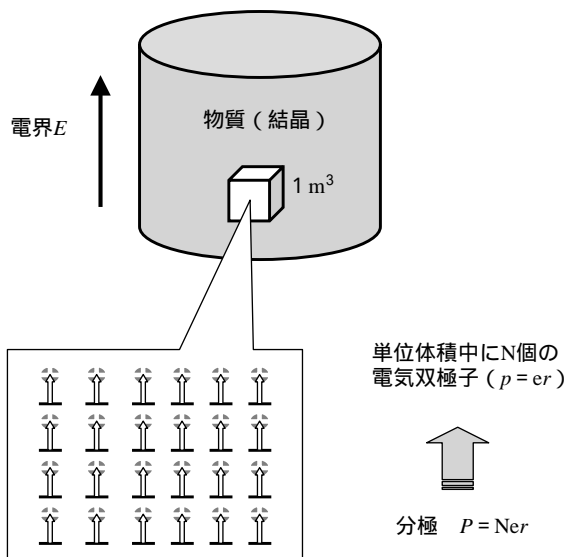 電界E
物質（結晶）
1 m³
単位体積中にN個の
電気双極子（p = er）
分極　P = Ner